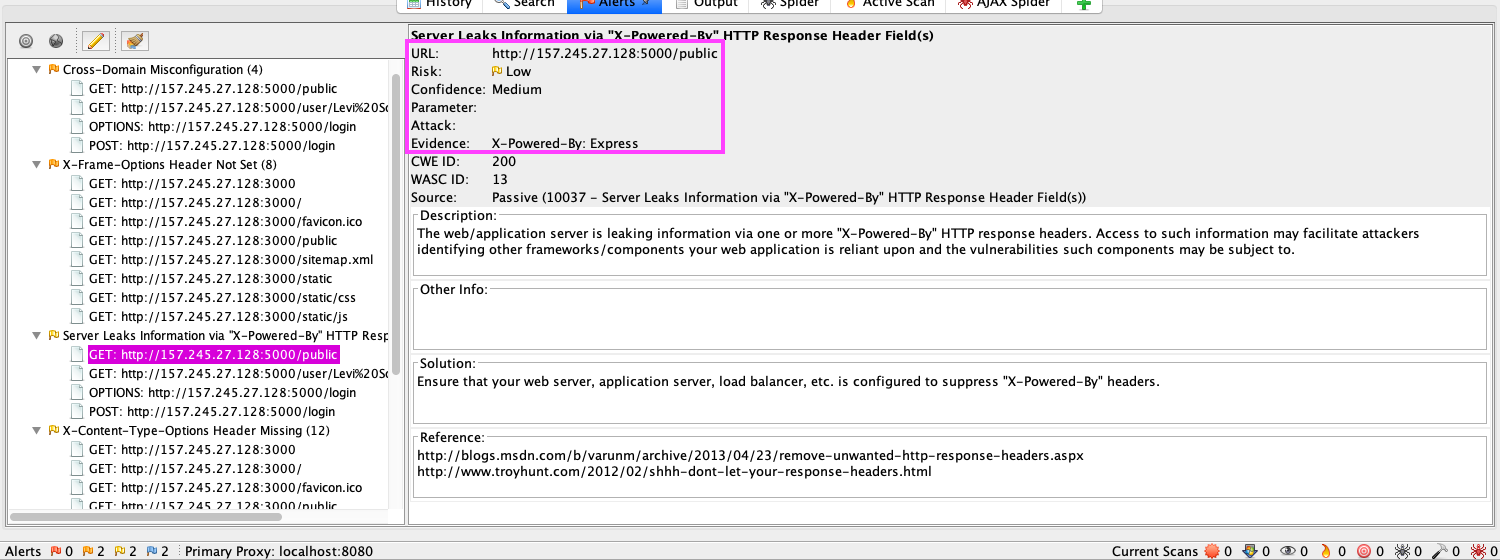 History Search Alerts Output Spider Active Scan AJAX Spider
Cross-Domain Misconfiguration (4)
GET: http://157.245.27.128:5000/public
GET: http://157.245.27.128:5000/user/Levi%20Sc
OPTIONS: http://157.245.27.128:5000/login
POST: http://157.245.27.128:5000/login
X-Frame-Options Header Not Set (8)
GET: http://157.245.27.128:3000
GET: http://157.245.27.128:3000/
GET: http://157.245.27.128:3000/favicon.ico
GET: http://157.245.27.128:3000/public
GET: http://157.245.27.128:3000/sitemap.xml
GET: http://157.245.27.128:3000/static
GET: http://157.245.27.128:3000/static/css
GET: http://157.245.27.128:3000/static/js
Server Leaks Information via "X-Powered-By" HTTP Resp
GET: http://157.245.27.128:5000/public
GET: http://157.245.27.128:5000/user/Levi%20Sc
OPTIONS: http://157.245.27.128:5000/login
POST: http://157.245.27.128:5000/login
X-Content-Type-Options Header Missing (12)
GET: http://157.245.27.128:3000
GET: http://157.245.27.128:3000/
GET: http://157.245.27.128:3000/favicon.ico
GET: http://157.245.27.128:3000/public
Server Leaks Information via "X-Powered-By" HTTP Response Header Field(s)
URL: http://157.245.27.128:5000/public
Risk: Low
Confidence: Medium
Parameter:
Attack:
Evidence: X-Powered-By: Express
CWE ID: 200
WASC ID: 13
Source: Passive (10037 - Server Leaks Information via "X-Powered-By" HTTP Response Header Field(s))
Description:
The web/application server is leaking information via one or more "X-Powered-By" HTTP response headers. Access to such information may facilitate attackers
identifying other frameworks/components your web application is reliant upon and the vulnerabilities such components may be subject to.
Other Info:
Solution:
Ensure that your web server, application server, load balancer, etc. is configured to suppress "X-Powered-By" headers.
Reference:
http://blogs.msdn.com/b/varunm/archive/2013/04/23/remove-unwanted-http-response-headers.aspx
http://www.troyhunt.com/2012/02/shhh-dont-let-your-response-headers.html
Alerts 0 2 2 2 Primary Proxy: localhost:8080 Current Scans 0 0 0 0 0 0 0 0